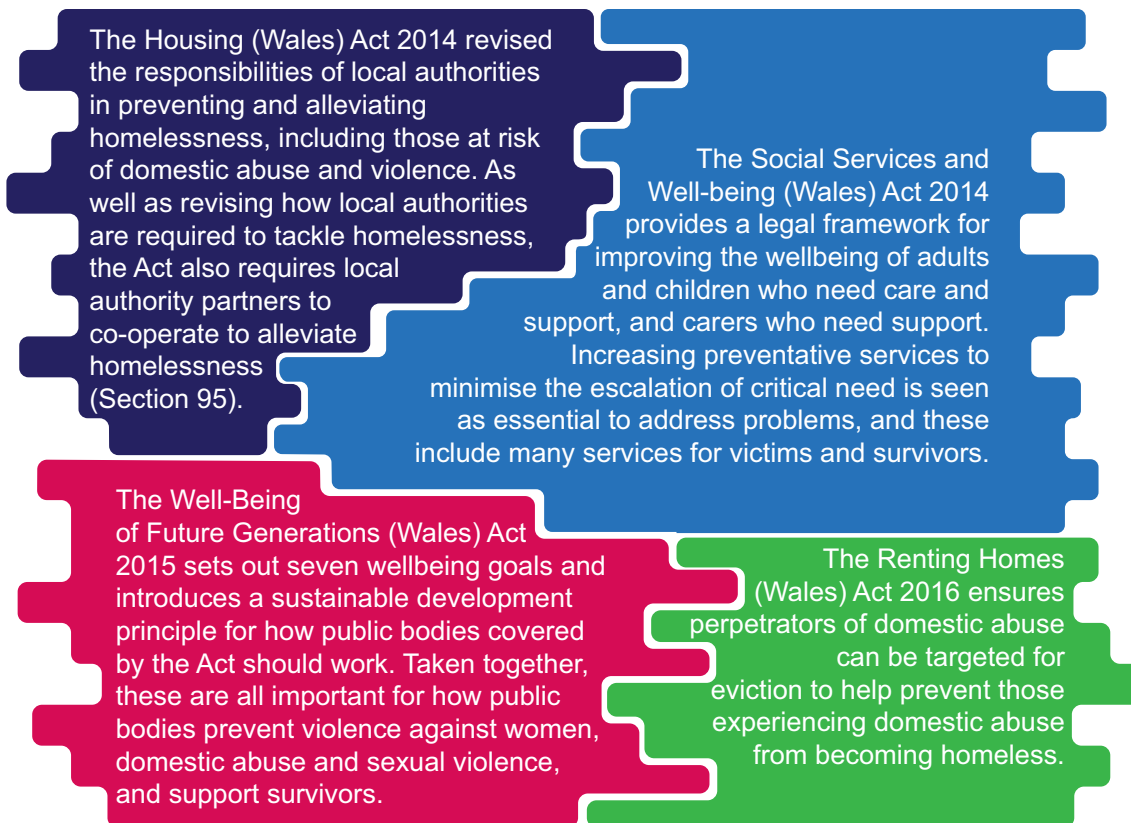 The Housing (Wales) Act 2014 revised
the responsibilities of local authorities
in preventing and alleviating
homelessness, including those at risk
of domestic abuse and violence. As
well as revising how local authorities
are required to tackle homelessness,
the Act also requires local
authority partners to
co-operate to alleviate
homelessness
(Section 95).
The Social Services and
Well-being (Wales) Act 2014
provides a legal framework for
improving the wellbeing of adults
and children who need care and
support, and carers who need support.
Increasing preventative services to
minimise the escalation of critical need is seen
as essential to address problems, and these
include many services for victims and survivors.
The Well-Being
of Future Generations (Wales) Act
2015 sets out seven wellbeing goals and
introduces a sustainable development
principle for how public bodies covered
by the Act should work. Taken together,
these are all important for how public
bodies prevent violence against women,
domestic abuse and sexual violence,
and support survivors.
The Renting Homes
(Wales) Act 2016 ensures
perpetrators of domestic abuse
can be targeted for
eviction to help prevent those
experiencing domestic abuse
from becoming homeless.